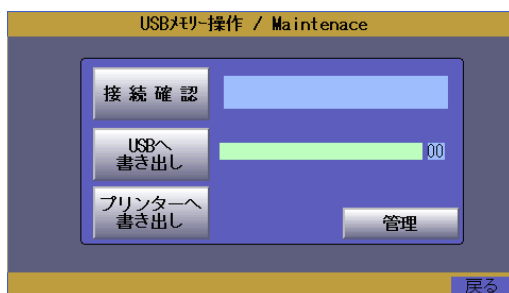 USBﾒﾓﾘｰ操作 / Maintenace
接続確認
USBへ
書き出し
00
プリンターへ
書き出し
管理
戻る